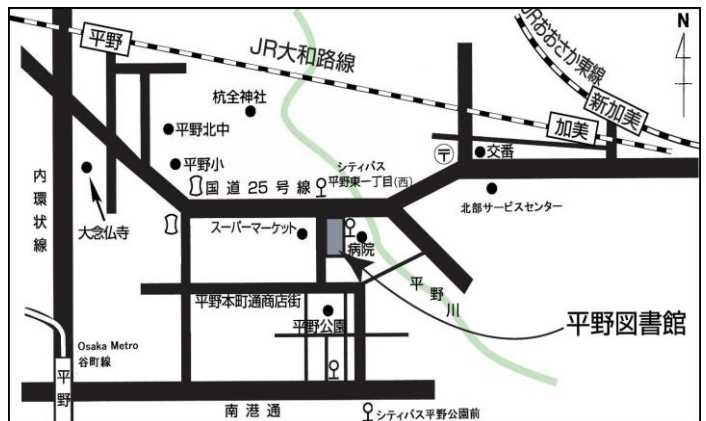 平野
JR大和路線
JRおおさか東線
N
新加美
加美
杭全神社
平野北中
平野小
〒
交番
シティバス
平野東一丁目(西)
国道25号線
北部サービスセンター
内環状線
大念仏寺
スーパーマーケット
病院
平野本町通商店街
平野川
平野公園
平野図書館
Osaka Metro
谷町線
平野
南港通
シティバス平野公園前